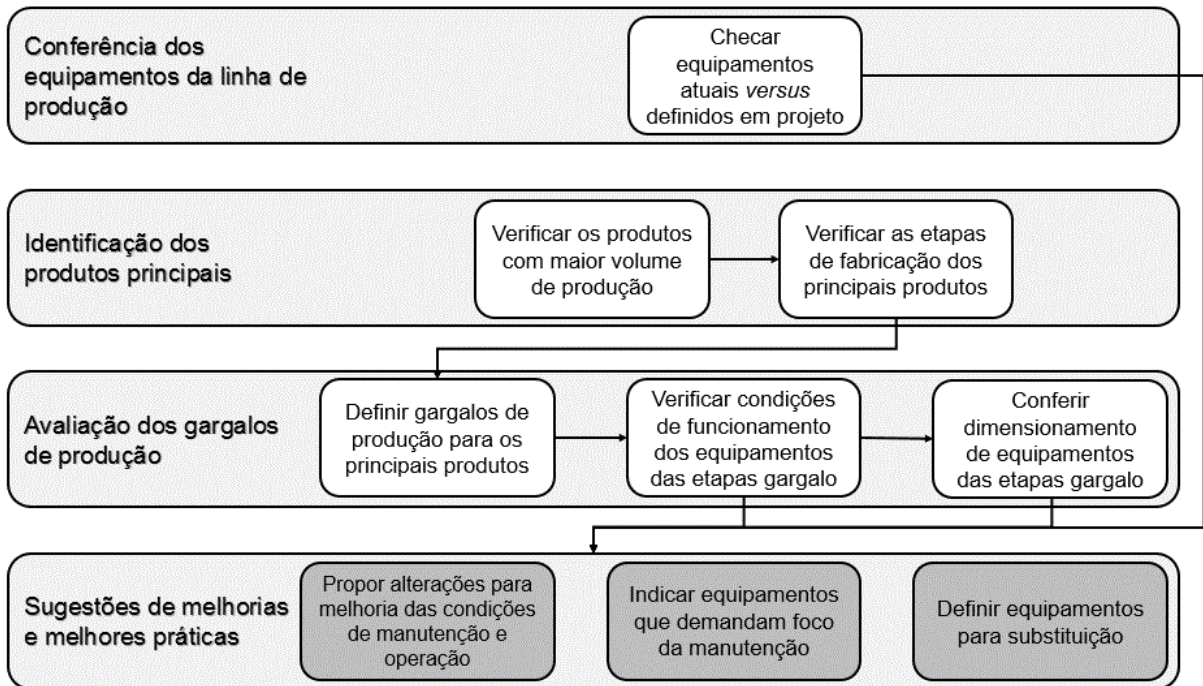 Conferência dos
equipamentos da linha de
produção
Checar
equipamentos
atuais versus
definidos em projeto
Identificação dos
produtos principais
Verificar os produtos
com maior volume
de produção
Verificar as etapas
de fabricação dos
principais produtos
Avaliação dos gargalos
de produção
Definir gargalos de
produção para os
principais produtos
Verificar condições
de funcionamento
dos equipamentos
das etapas gargalo
Conferir
dimensionamento
de equipamentos
das etapas gargalo
Sugestões de melhorias
e melhores práticas
Propor alterações para
melhoria das condições
de manutenção e
operação
Indicar equipamentos
que demandam foco
da manutenção
Definir equipamentos
para substituição